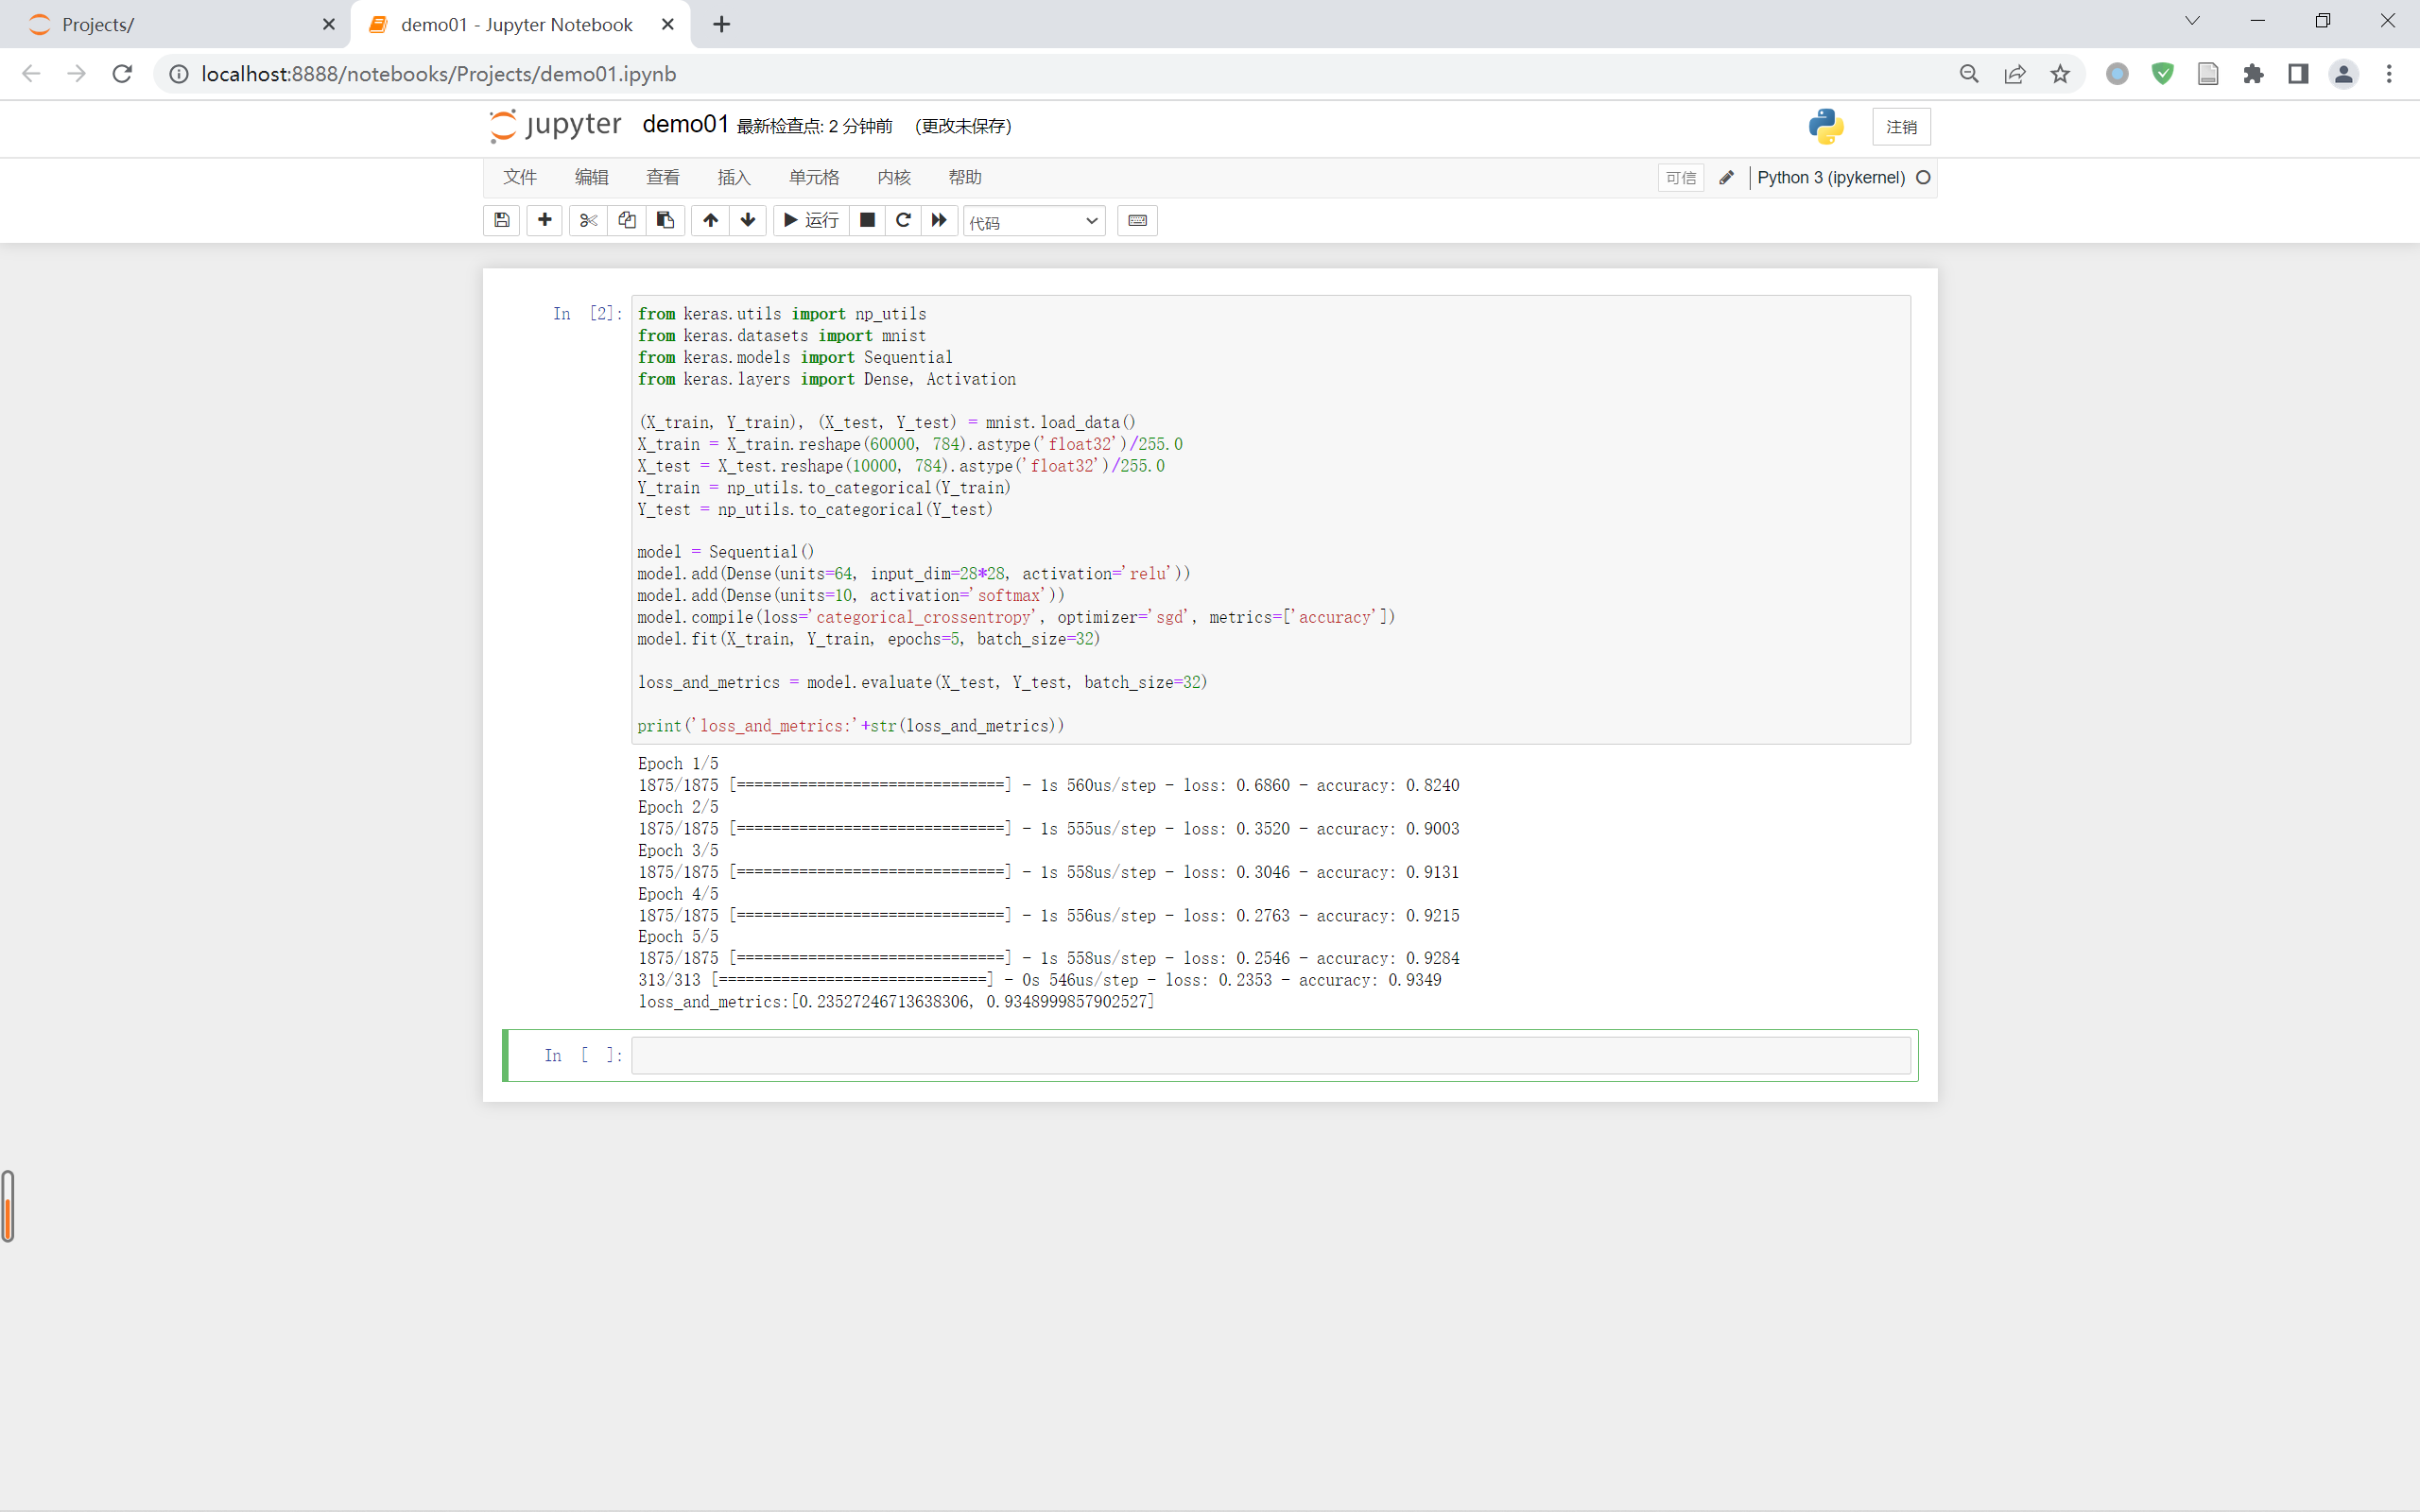 Projects/
demo01 - Jupyter Notebook
localhost:8888/notebooks/Projects/demo01.ipynb
jupyter demo01 最新检查点: 2 分钟前 (更改未保存)
注销
文件 编辑 查看 插入 单元格 内核 帮助
可信 Python 3 (ipykernel)
运行 代码
In [2]:
from keras.utils import np_utils
from keras.datasets import mnist
from keras.models import Sequential
from keras.layers import Dense, Activation
(X_train, Y_train), (X_test, Y_test) = mnist.load_data()
X_train = X_train.reshape(60000, 784).astype('float32')/255.0
X_test = X_test.reshape(10000, 784).astype('float32')/255.0
Y_train = np_utils.to_categorical(Y_train)
Y_test = np_utils.to_categorical(Y_test)
model = Sequential()
model.add(Dense(units=64, input_dim=28*28, activation='relu'))
model.add(Dense(units=10, activation='softmax'))
model.compile(loss='categorical_crossentropy', optimizer='sgd', metrics=['accuracy'])
model.fit(X_train, Y_train, epochs=5, batch_size=32)
loss_and_metrics = model.evaluate(X_test, Y_test, batch_size=32)
print('loss_and_metrics:'+str(loss_and_metrics))
Epoch 1/5
1875/1875 [==============================] - 1s 560us/step - loss: 0.6860 - accuracy: 0.8240
Epoch 2/5
1875/1875 [==============================] - 1s 555us/step - loss: 0.3520 - accuracy: 0.9003
Epoch 3/5
1875/1875 [==============================] - 1s 558us/step - loss: 0.3046 - accuracy: 0.9131
Epoch 4/5
1875/1875 [==============================] - 1s 556us/step - loss: 0.2763 - accuracy: 0.9215
Epoch 5/5
1875/1875 [==============================] - 1s 558us/step - loss: 0.2546 - accuracy: 0.9284
313/313 [==============================] - 0s 546us/step - loss: 0.2353 - accuracy: 0.9349
loss_and_metrics:[0.23527246713638306, 0.9348999857902527]
In [ ]: